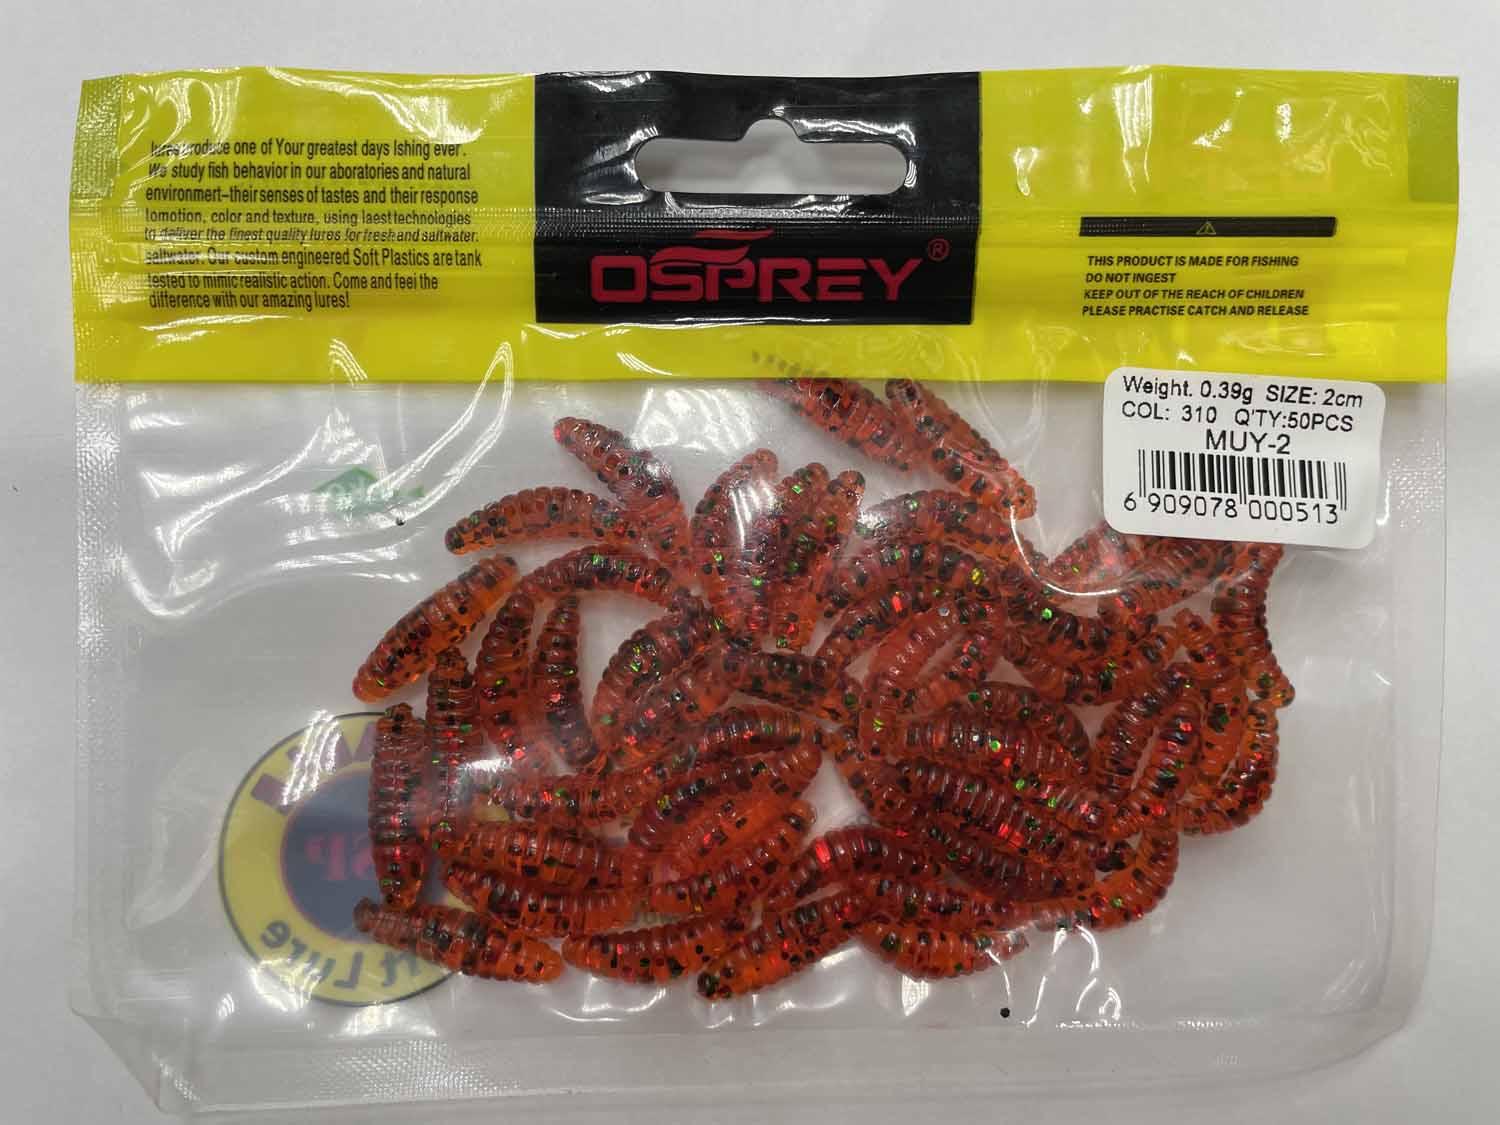 lures produce one of Your greatest days Ishing ever.
We study fish behavior in our aboratories and natural
environment-their senses of tastes and their response
tomotion, color and texture, using laest technologies
to deliver the finest quality lures for fresh and saltwater.
saltwater. Our custom engineered Soft Plastics are tank
tested to mimic realistic action. Come and feei the
difference with our amazing lures!
OSPREY®
THIS PRODUCT IS MADE FOR FISHING
DO NOT INGEST
KEEP OUT OF THE REACH OF CHILDREN
PLEASE PRACTISE CATCH AND RELEASE
Weight. 0.39g SIZE: 2cm
COL: 310 Q'TY:50PCS
MUY-2
6 909078 000513
Lure